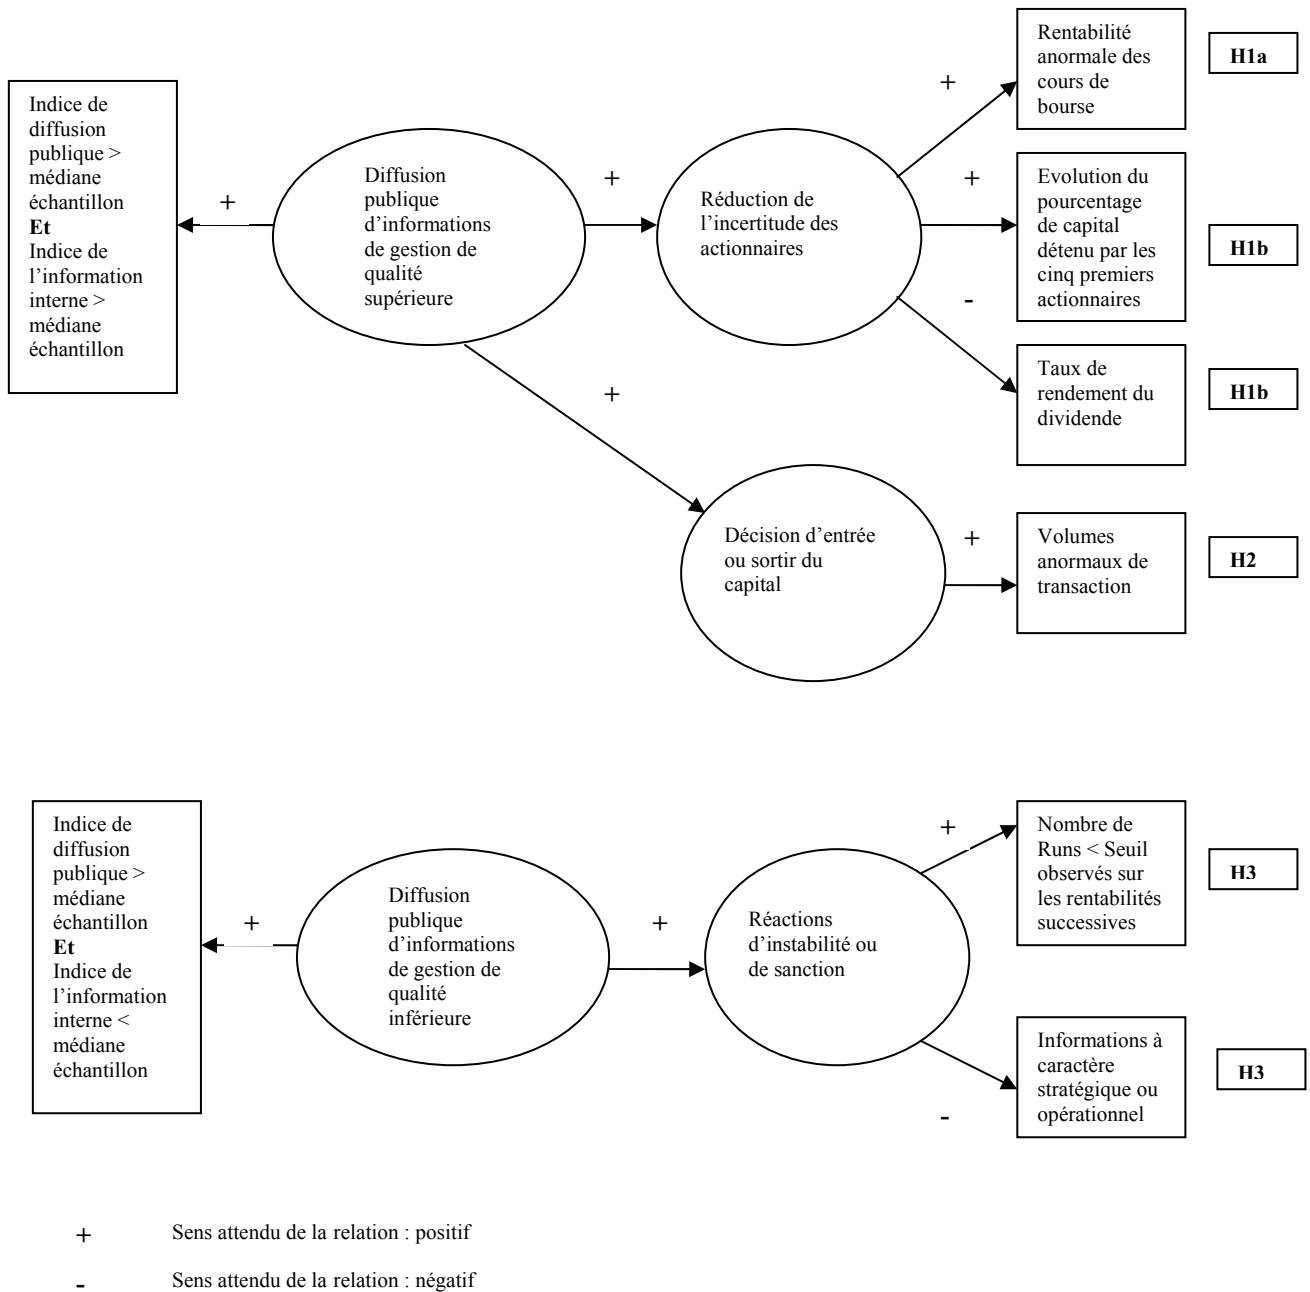 Indice de
diffusion
publique >
médiane
échantillon
Et
Indice de
l'information
interne >
médiane
échantillon
+
Diffusion
publique
d'informations
de gestion de
qualité
supérieure
+
Réduction de
l'incertitude des
actionnaires
+
Rentabilité
anormale des
cours de
bourse
H1a
+
Evolution du
pourcentage
de capital
détenu par les
cinq premiers
actionnaires
H1b
-
Taux de
rendement du
dividende
H1b
+
Décision d'entrée
ou sortir du
capital
+
Volumes
anormaux de
transaction
H2
Indice de
diffusion
publique >
médiane
échantillon
Et
Indice de
l'information
interne <
médiane
échantillon
+
Diffusion
publique
d'informations
de gestion de
qualité
inférieure
+
Réactions
d'instabilité ou
de sanction
+
Nombre de
Runs < Seuil
observés sur
les rentabilités
successives
H3
-
Informations à
caractère
stratégique ou
opérationnel
H3
+ Sens attendu de la relation : positif
- Sens attendu de la relation : négatif